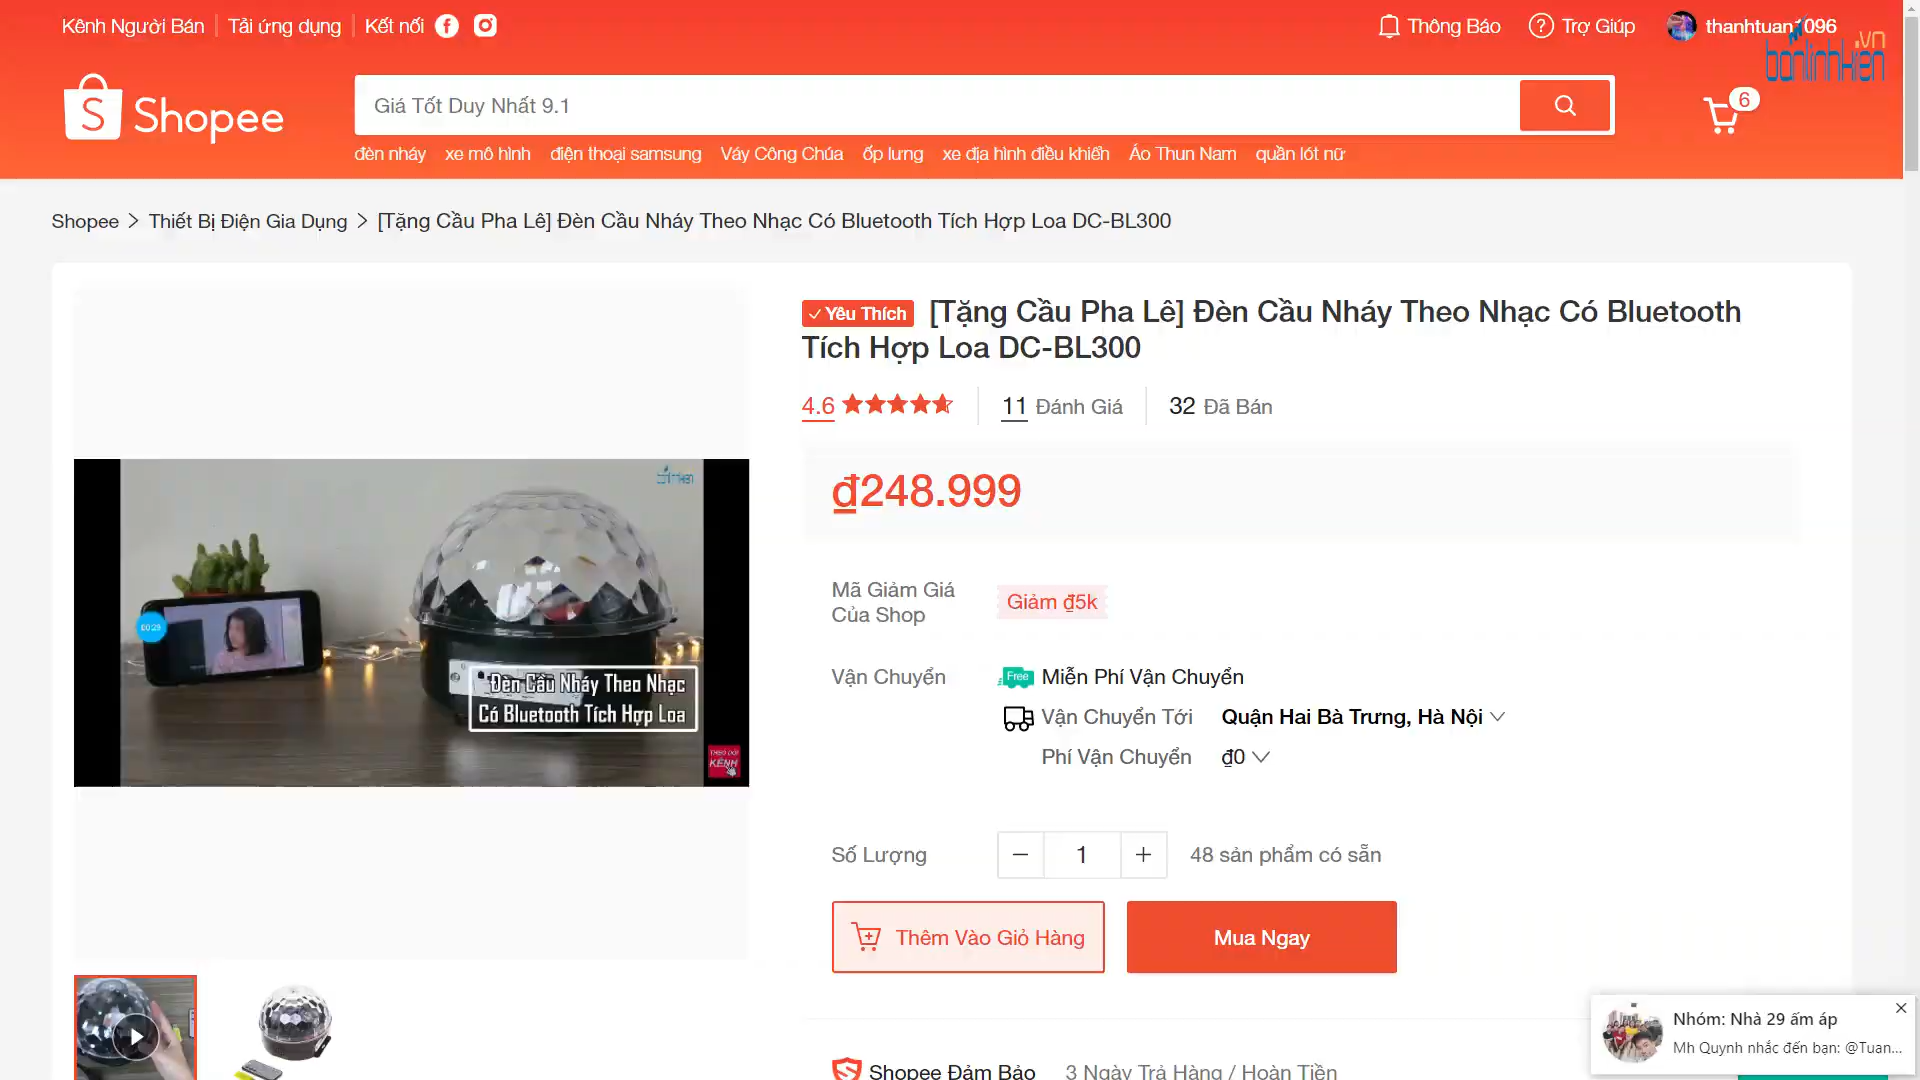 Kênh Người Bán
Tải ứng dụng
Kết nối
Thông Báo
Trợ Giúp
thanhtuan1096
banlinhkien.vn
Shopee
Giá Tốt Duy Nhất 9.1
6
đèn nháy
xe mô hình
điện thoại samsung
Váy Công Chúa
ốp lưng
xe địa hình điều khiển
Áo Thun Nam
quần lót nữ
Shopee > Thiết Bị Điện Gia Dụng > [Tặng Cầu Pha Lê] Đèn Cầu Nháy Theo Nhạc Có Bluetooth Tích Hợp Loa DC-BL300
Yêu Thích [Tặng Cầu Pha Lê] Đèn Cầu Nháy Theo Nhạc Có Bluetooth
Tích Hợp Loa DC-BL300
4.6
11 Đánh Giá
32 Đã Bán
₫248.999
banlinhkien
00:29
Đèn Cầu Nháy Theo Nhạc
Có Bluetooth Tích Hợp Loa
THEO DÕI
KÊNH
Mã Giảm Giá
Của Shop
Giảm ₫5k
Vận Chuyển
Free Miễn Phí Vận Chuyển
Vận Chuyển Tới Quận Hai Bà Trưng, Hà Nội
Phí Vận Chuyển ₫0
Số Lượng
1
48 sản phẩm có sẵn
Thêm Vào Giỏ Hàng
Mua Ngay
Shopee Đảm Bảo
3 Ngày Trả Hàng / Hoàn Tiền
Nhóm: Nhà 29 ấm áp
Mh Quynh nhắc đến bạn: @Tuan...